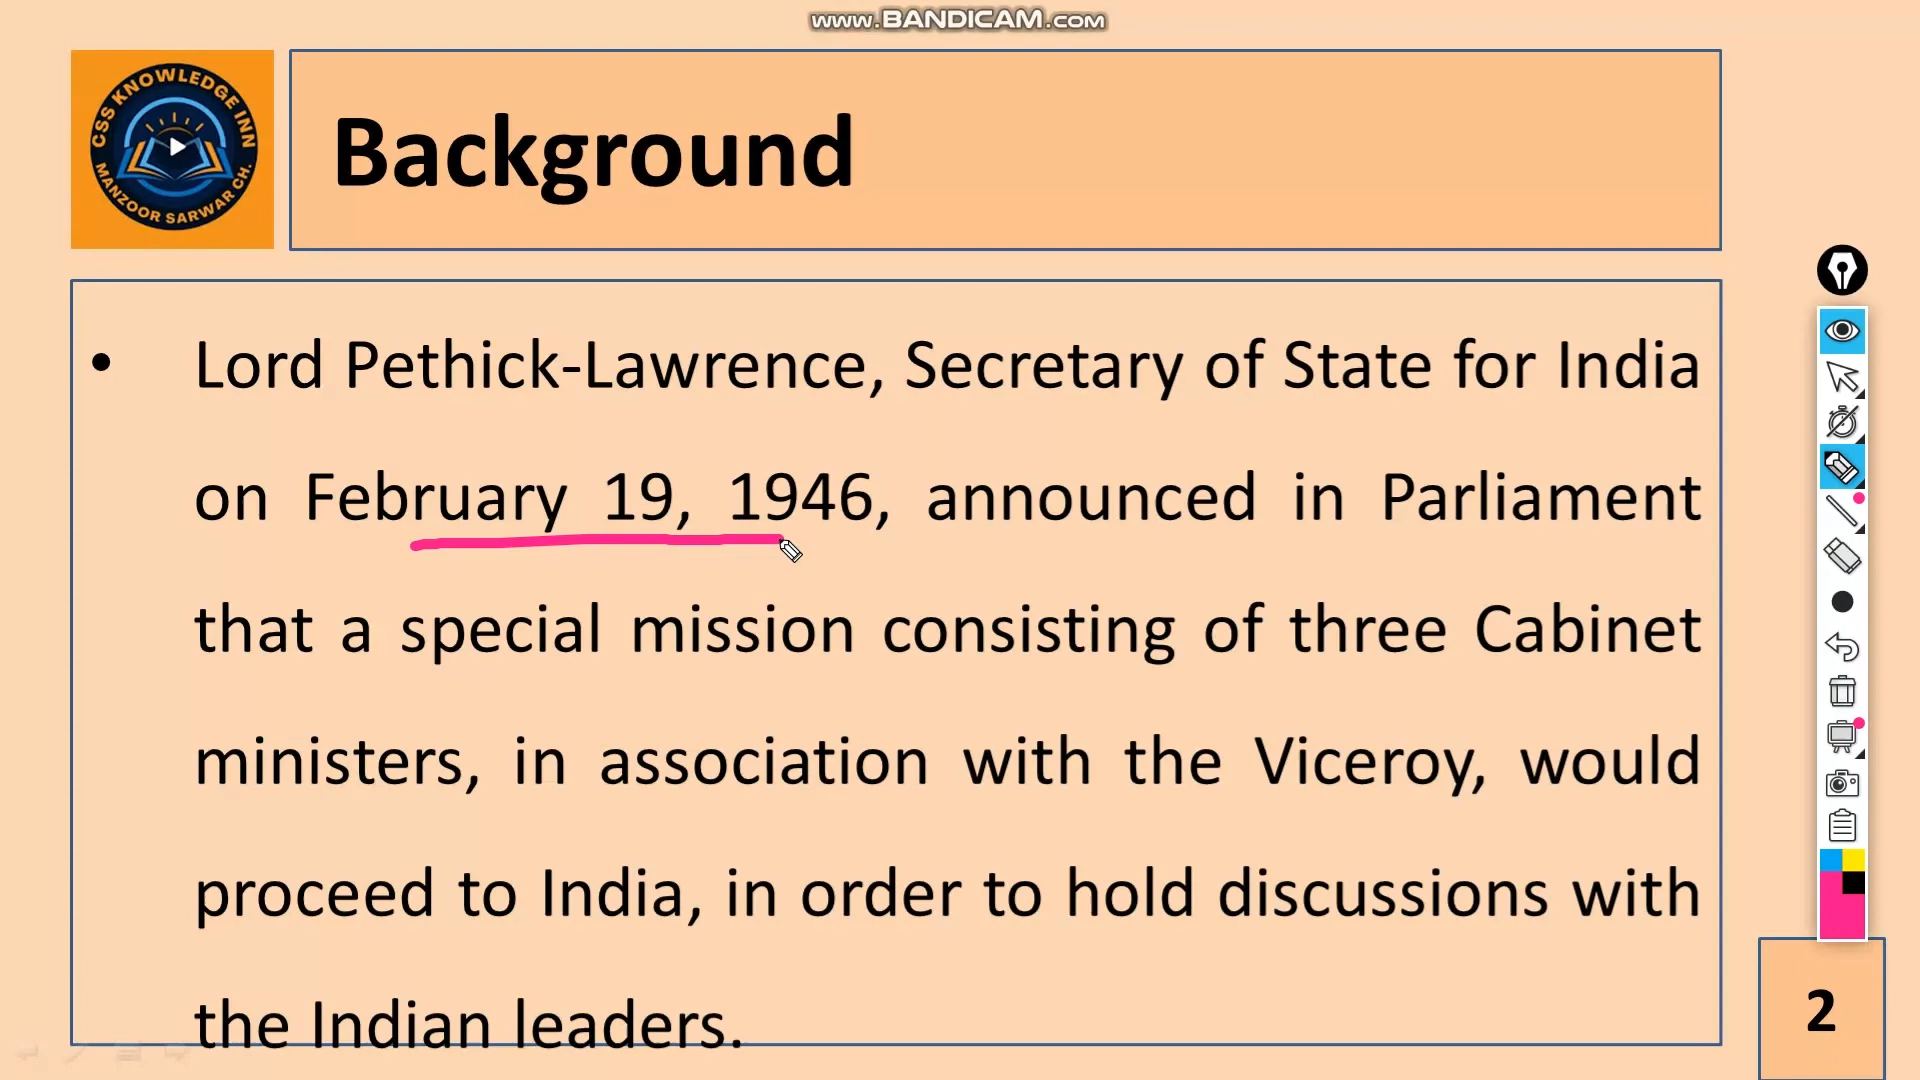 www.BANDICAM.com
CSS KNOWLEDGE INN
MANZOOR SARWAR CH.
Background
• Lord Pethick-Lawrence, Secretary of State for India
on February 19, 1946, announced in Parliament
that a special mission consisting of three Cabinet
ministers, in association with the Viceroy, would
proceed to India, in order to hold discussions with
the Indian leaders.
2